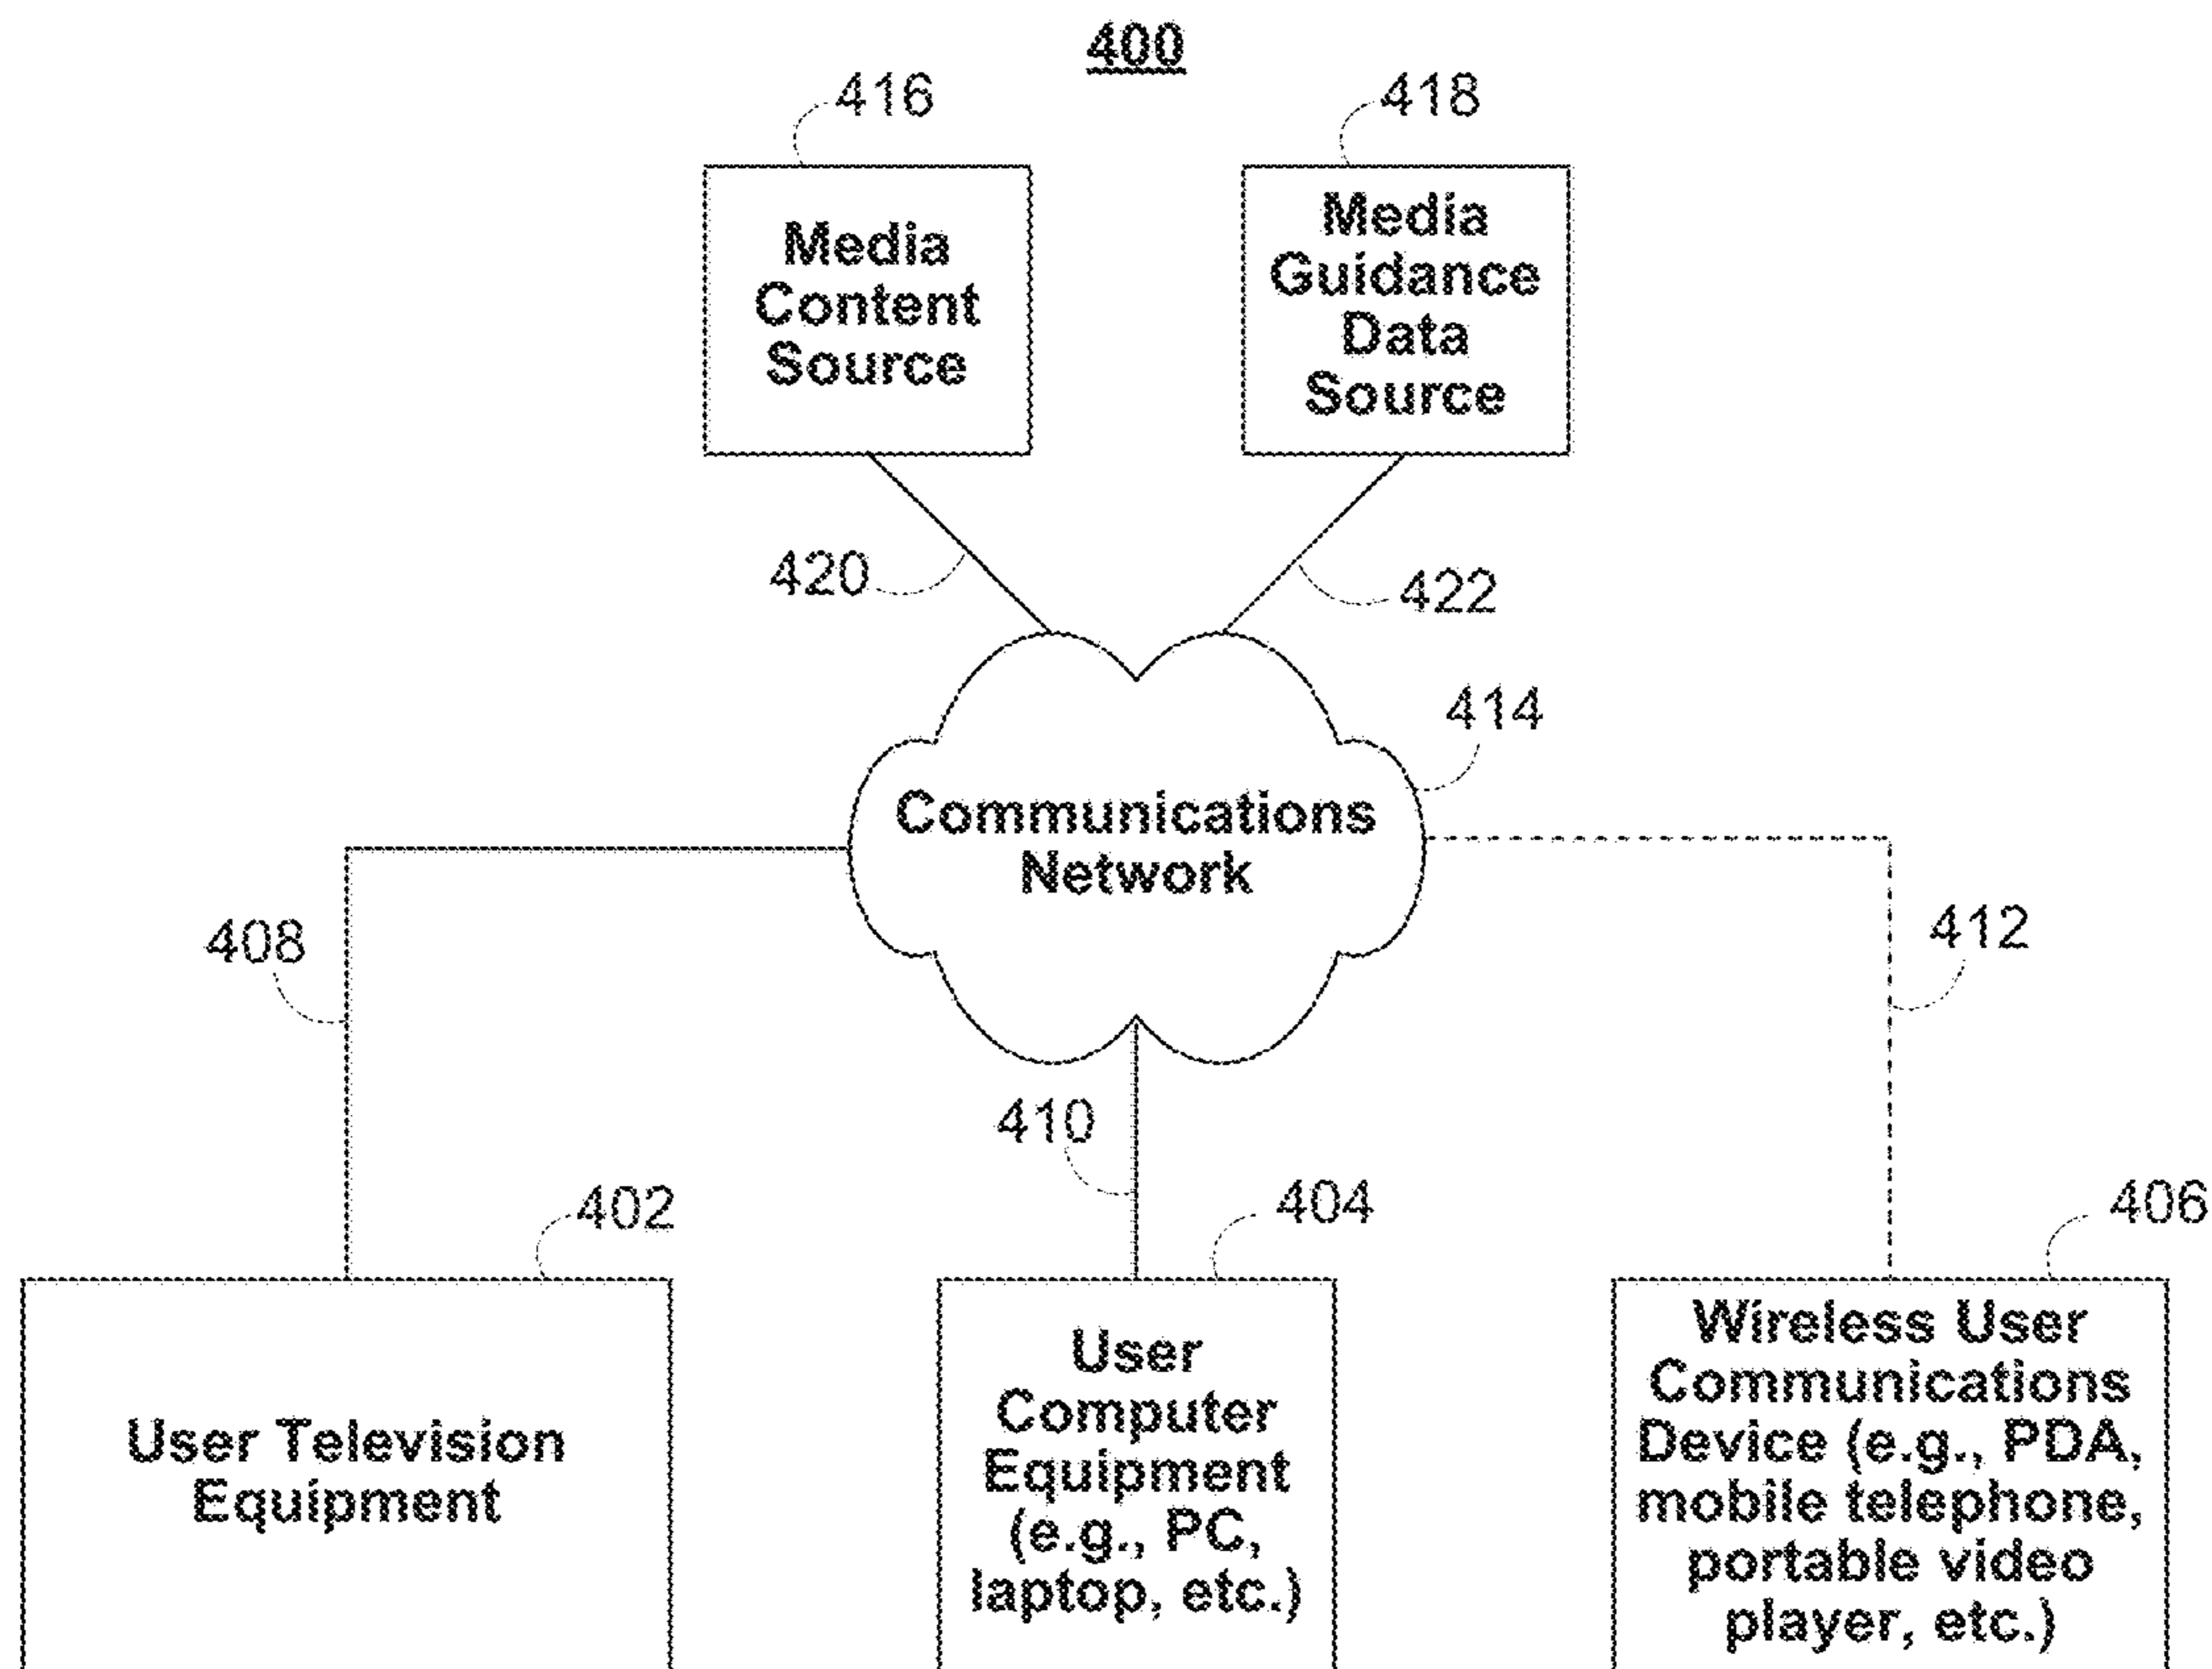 400
416
418
Media
Content
Source
Media
Guidance
Data
Source
420
422
414
Communications
Network
408
412
410
402
404
406
User Television
Equipment
User
Computer
Equipment
(e.g., PC,
laptop, etc.)
Wireless User
Communications
Device (e.g., PDA,
mobile telephone,
portable video
player, etc.)